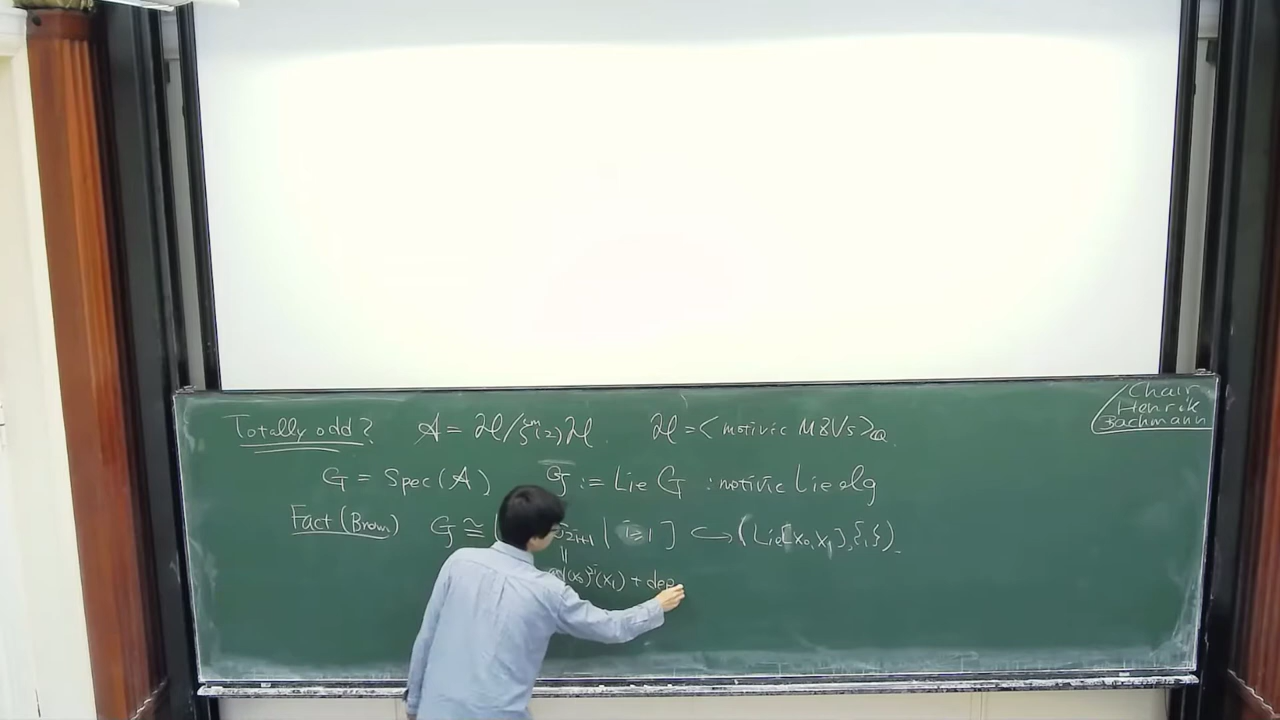 Totally odd? 𝒜 = ℋ/ζᵐ(2)ℋ. ℋ = < motivic MZVs >_ℚ.
G = Spec(𝒜) 𝔤 := Lie G : motivic Lie alg
Fact (Brown) 𝔤 ≅ σ_{2i+1} | i ≥ 1 ] ↪ (Lie[x₀, x₁], { , }).
||
ad(x₀)^{2i}(x₁) + dep
Chair
Henrik
Bachmann